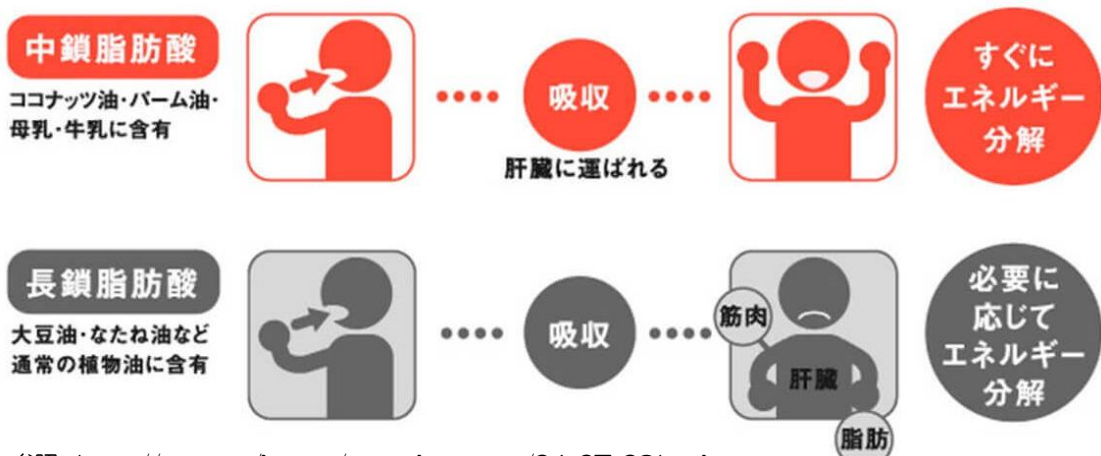 中鎖脂肪酸
ココナッツ油・パーム油・
母乳・牛乳に含有
吸収
肝臓に運ばれる
すぐに
エネルギー
分解
長鎖脂肪酸
大豆油・なたね油など
通常の植物油に含有
吸収
筋肉
肝臓
脂肪
必要に
応じて
エネルギー
分解